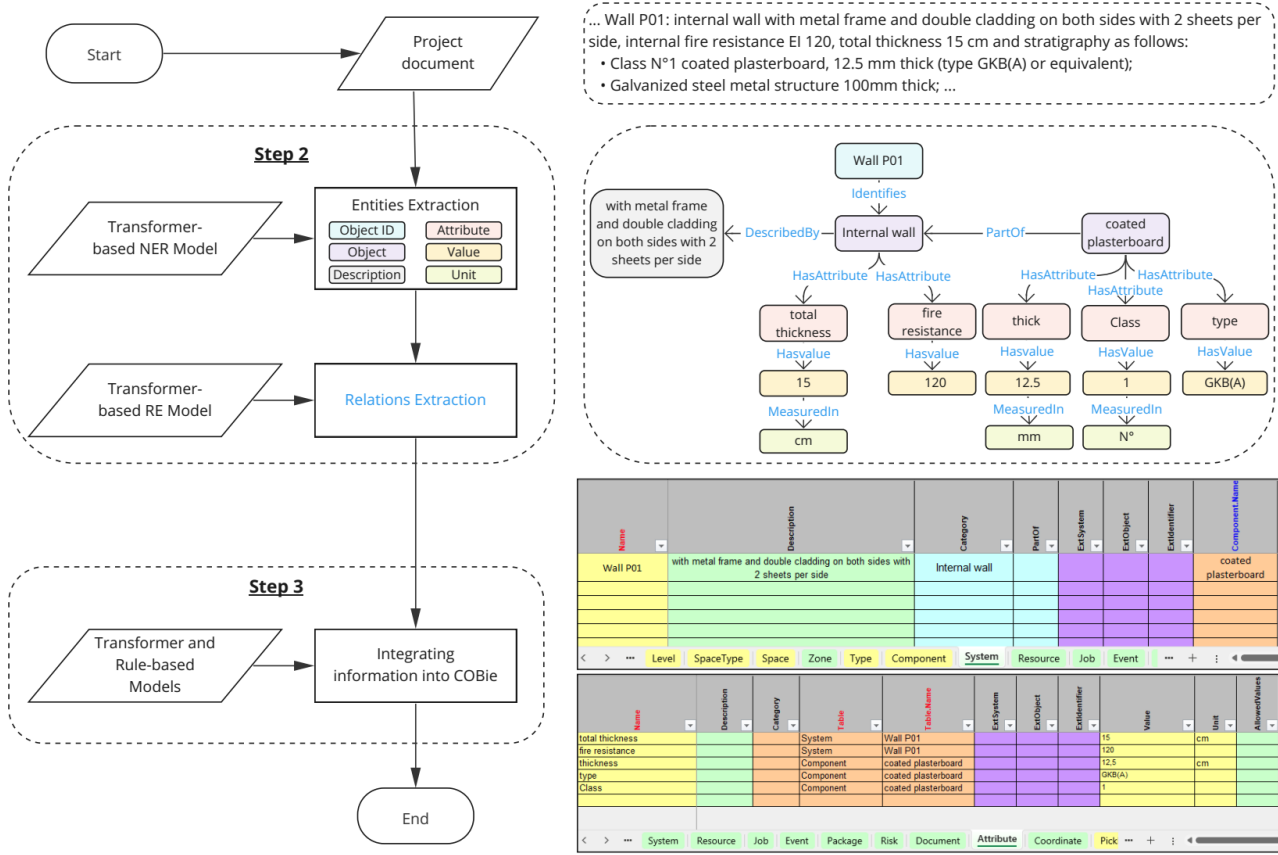 Start
Project
document
... Wall P01: internal wall with metal frame and double cladding on both sides with 2 sheets per
side, internal fire resistance EI 120, total thickness 15 cm and stratigraphy as follows:
• Class N°1 coated plasterboard, 12.5 mm thick (type GKB(A) or equivalent);
• Galvanized steel metal structure 100mm thick; ...
Step 2
Transformer-
based NER Model
Entities Extraction
Object ID
Attribute
Object
Value
Description
Unit
Transformer-
based RE Model
Relations Extraction
Step 3
Transformer and
Rule-based
Models
Integrating
information into COBie
End
Wall P01
Identifies
with metal frame
and double cladding
on both sides with 2
sheets per side
DescribedBy
Internal wall
PartOf
coated
plasterboard
HasAttribute
HasAttribute
HasAttribute
HasAttribute
HasAttribute
total
thickness
fire
resistance
thick
Class
type
Hasvalue
Hasvalue
Hasvalue
HasValue
HasValue
15
120
12.5
1
GKB(A)
MeasuredIn
MeasuredIn
MeasuredIn
cm
mm
N°
Name
Description
Category
PartOf
ExtSystem
ExtObject
ExtIdentifier
Component.Name
Wall P01
with metal frame and double cladding on both sides with
2 sheets per side
Internal wall
coated
plasterboard
< > ··· Level SpaceType Space Zone Type Component System Resource Job Event ··· +
Name
Description
Category
Table
Table.Name
ExtSystem
ExtObject
ExtIdentifier
Value
Unit
AllowedValues
total thickness System Wall P01 15 cm
fire resistance System Wall P01 120
thickness Component coated plasterboard 12,5 cm
type Component coated plasterboard GKB(A)
Class Component coated plasterboard 1
< > ··· System Resource Job Event Package Risk Document Attribute Coordinate Pick ··· +